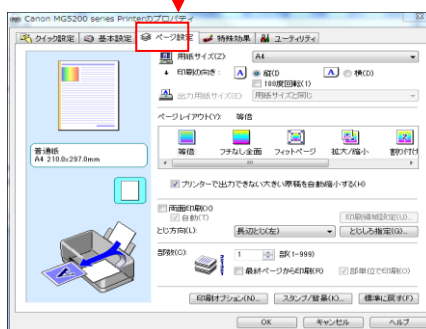 Canon MG5200 series Printerのプロパティ
クイック設定 基本設定 ページ設定 特殊効果 ユーティリティ
用紙サイズ(Z): A4
印刷の向き: A 縦(I) A 横(D)
180度回転(1)
出力用紙サイズ(E): 用紙サイズと同じ
ページレイアウト(Y): 等倍
等倍 フチなし全面 フィットページ 拡大/縮小 割り付け
普通紙
A4 210.0x297.0mm
プリンターで出力できない大きい原稿を自動縮小する(H)
両面印刷(X)
自動(T) 印刷領域設定(U)...
とじ方向(L): 長辺とじ(左) とじしろ指定(G)...
部数(C): 1 部(1-999)
最終ページから印刷(R) 部単位で印刷(O)
印刷オプション(N)... スタンプ/背景(K)... 標準に戻す(F)
OK キャンセル ヘルプ